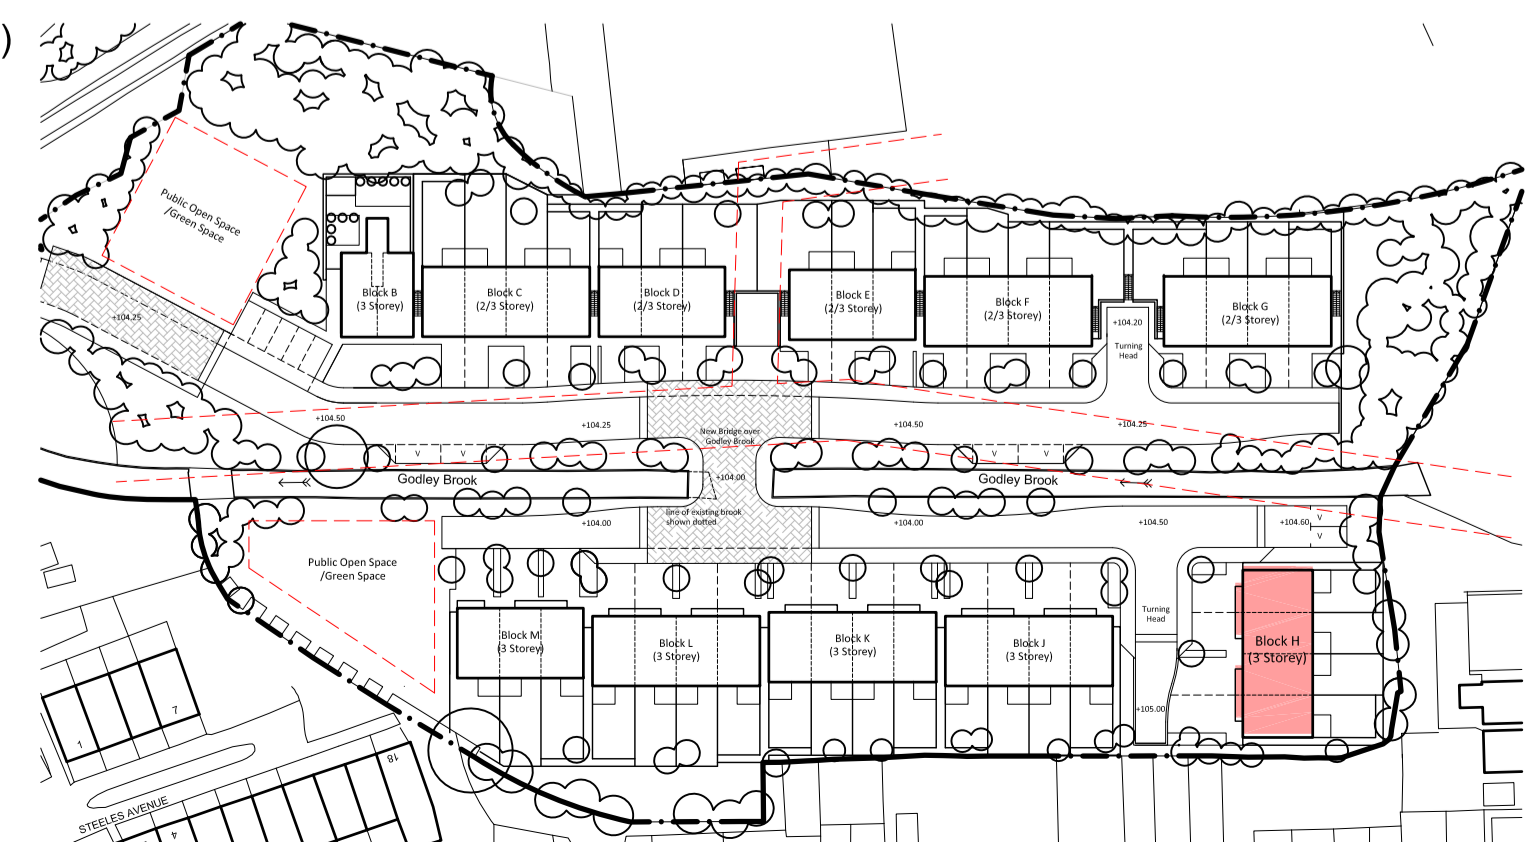 )
Public Open Space
/Green Space
+104.25
Block B
(3 Storey)
Block C
(2/3 Storey)
Block D
(2/3 Storey)
Block E
(2/3 Storey)
Block F
(2/3 Storey)
Block G
(2/3 Storey)
+104.20
Turning
Head
+104.50
+104.25
New Bridge over
Godley Brook
+104.50
+104.25
V
V
V
V
Godley Brook
+104.00
Godley Brook
line of existing brook
shown dotted
+104.00
+104.00
+104.50
+104.60
V
V
Public Open Space
/Green Space
Block M
(3 Storey)
Block L
(3 Storey)
Block K
(3 Storey)
Block J
(3 Storey)
Turning
Head
Block H
(3 Storey)
+105.00
7
1
18
STEELES AVENUE
4